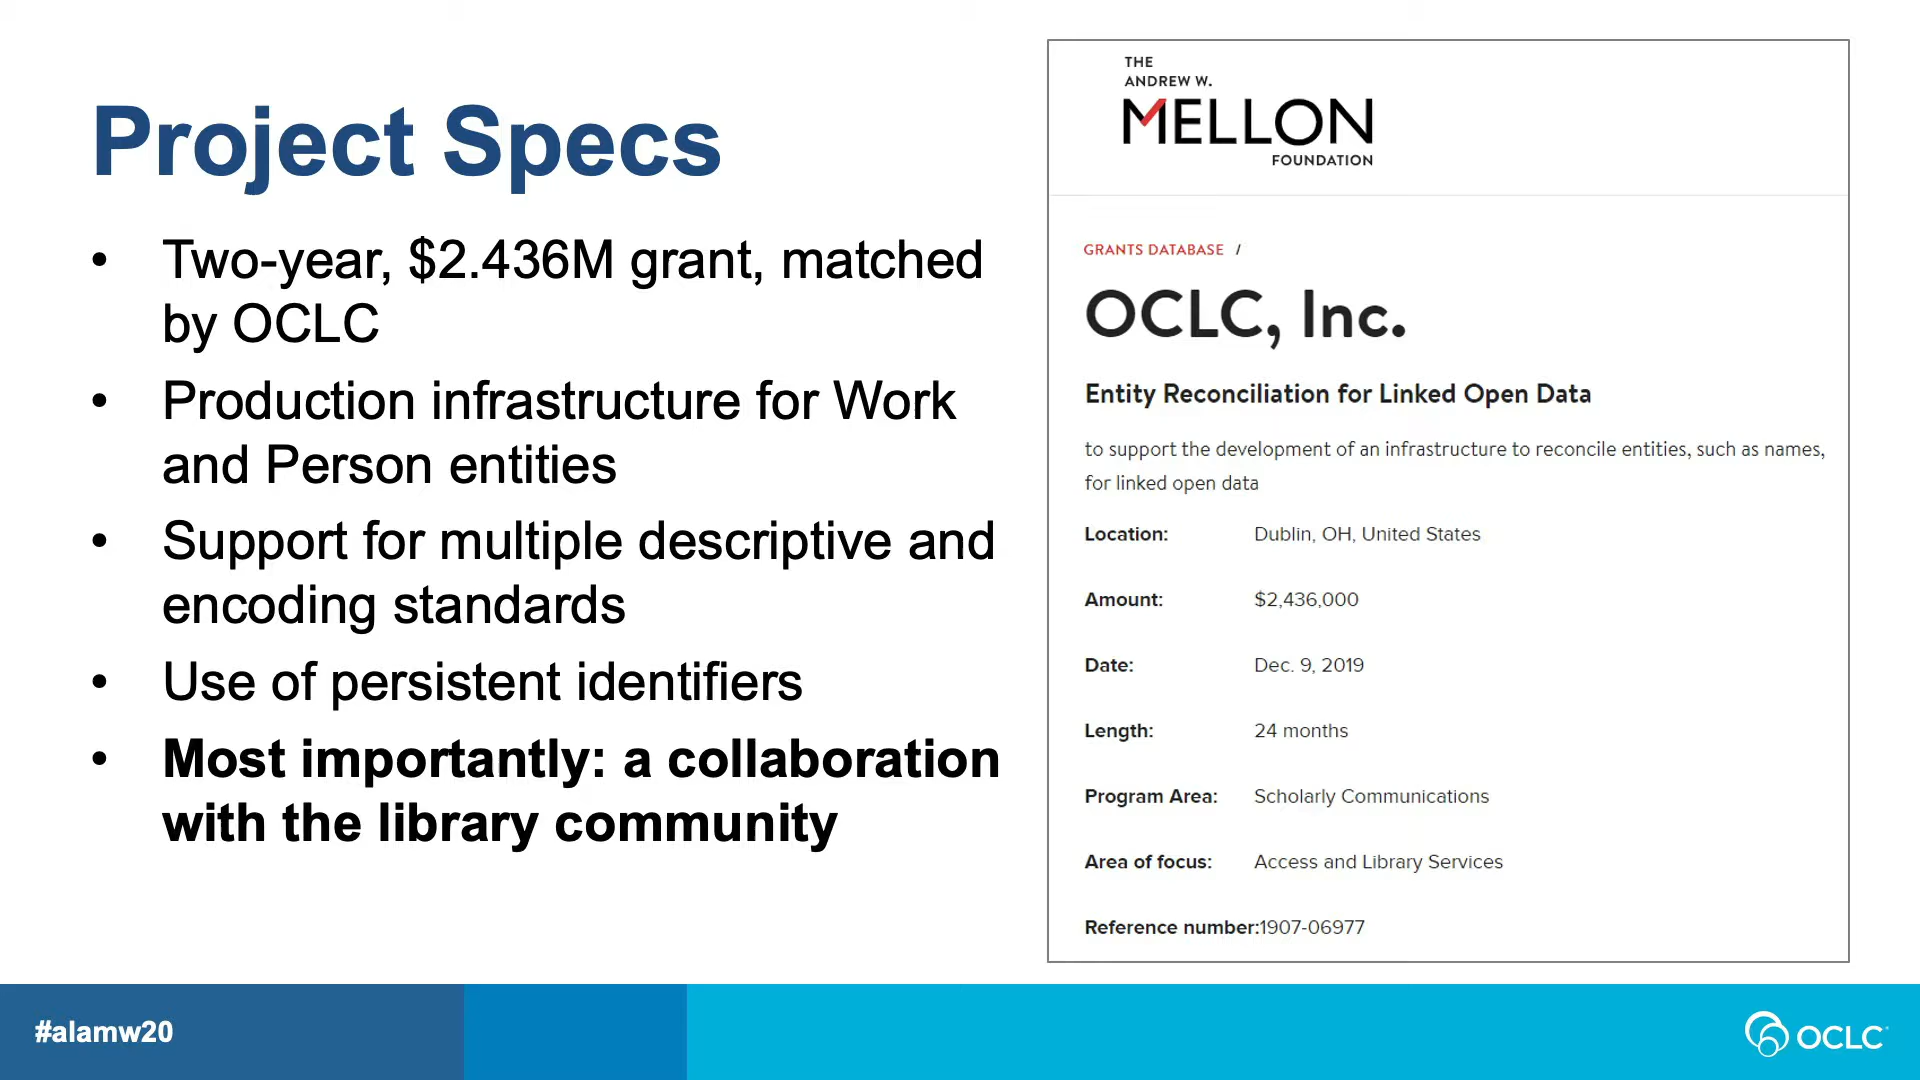 Project Specs
• Two-year, $2.436M grant, matched
by OCLC
• Production infrastructure for Work
and Person entities
• Support for multiple descriptive and
encoding standards
• Use of persistent identifiers
• Most importantly: a collaboration
with the library community
THE
ANDREW W.
MELLON
FOUNDATION
GRANTS DATABASE /
OCLC, Inc.
Entity Reconciliation for Linked Open Data
to support the development of an infrastructure to reconcile entities, such as names,
for linked open data
Location: Dublin, OH, United States
Amount: $2,436,000
Date: Dec. 9, 2019
Length: 24 months
Program Area: Scholarly Communications
Area of focus: Access and Library Services
Reference number:1907-06977
#alamw20
OCLC